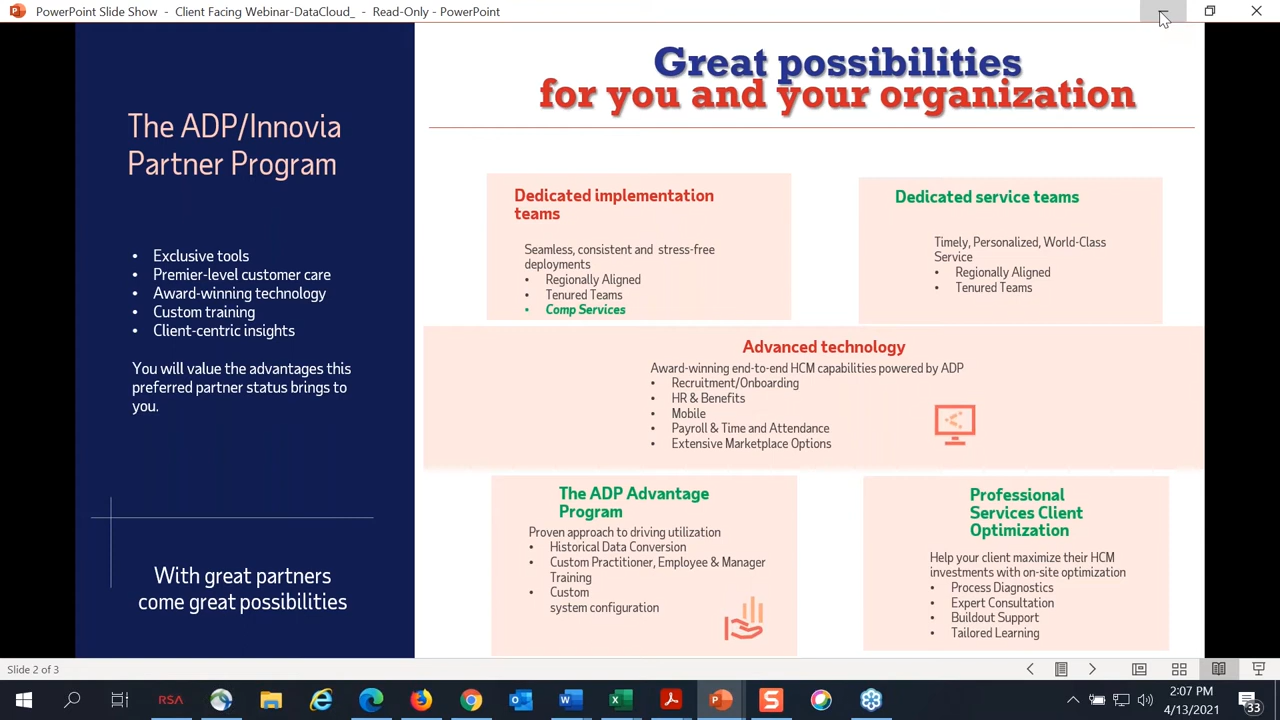 PowerPoint Slide Show - Client Facing Webinar-DataCloud_ - Read-Only - PowerPoint
The ADP/Innovia
Partner Program
• Exclusive tools
• Premier-level customer care
• Award-winning technology
• Custom training
• Client-centric insights
You will value the advantages this
preferred partner status brings to
you.
With great partners
come great possibilities
Great possibilities
for you and your organization
Dedicated implementation
teams
Seamless, consistent and stress-free
deployments
• Regionally Aligned
• Tenured Teams
• Comp Services
Dedicated service teams
Timely, Personalized, World-Class
Service
• Regionally Aligned
• Tenured Teams
Advanced technology
Award-winning end-to-end HCM capabilities powered by ADP
• Recruitment/Onboarding
• HR & Benefits
• Mobile
• Payroll & Time and Attendance
• Extensive Marketplace Options
The ADP Advantage
Program
Proven approach to driving utilization
• Historical Data Conversion
• Custom Practitioner, Employee & Manager
Training
• Custom
system configuration
Professional
Services Client
Optimization
Help your client maximize their HCM
investments with on-site optimization
• Process Diagnostics
• Expert Consultation
• Buildout Support
• Tailored Learning
Slide 2 of 3
RSA
2:07 PM
4/13/2021
33